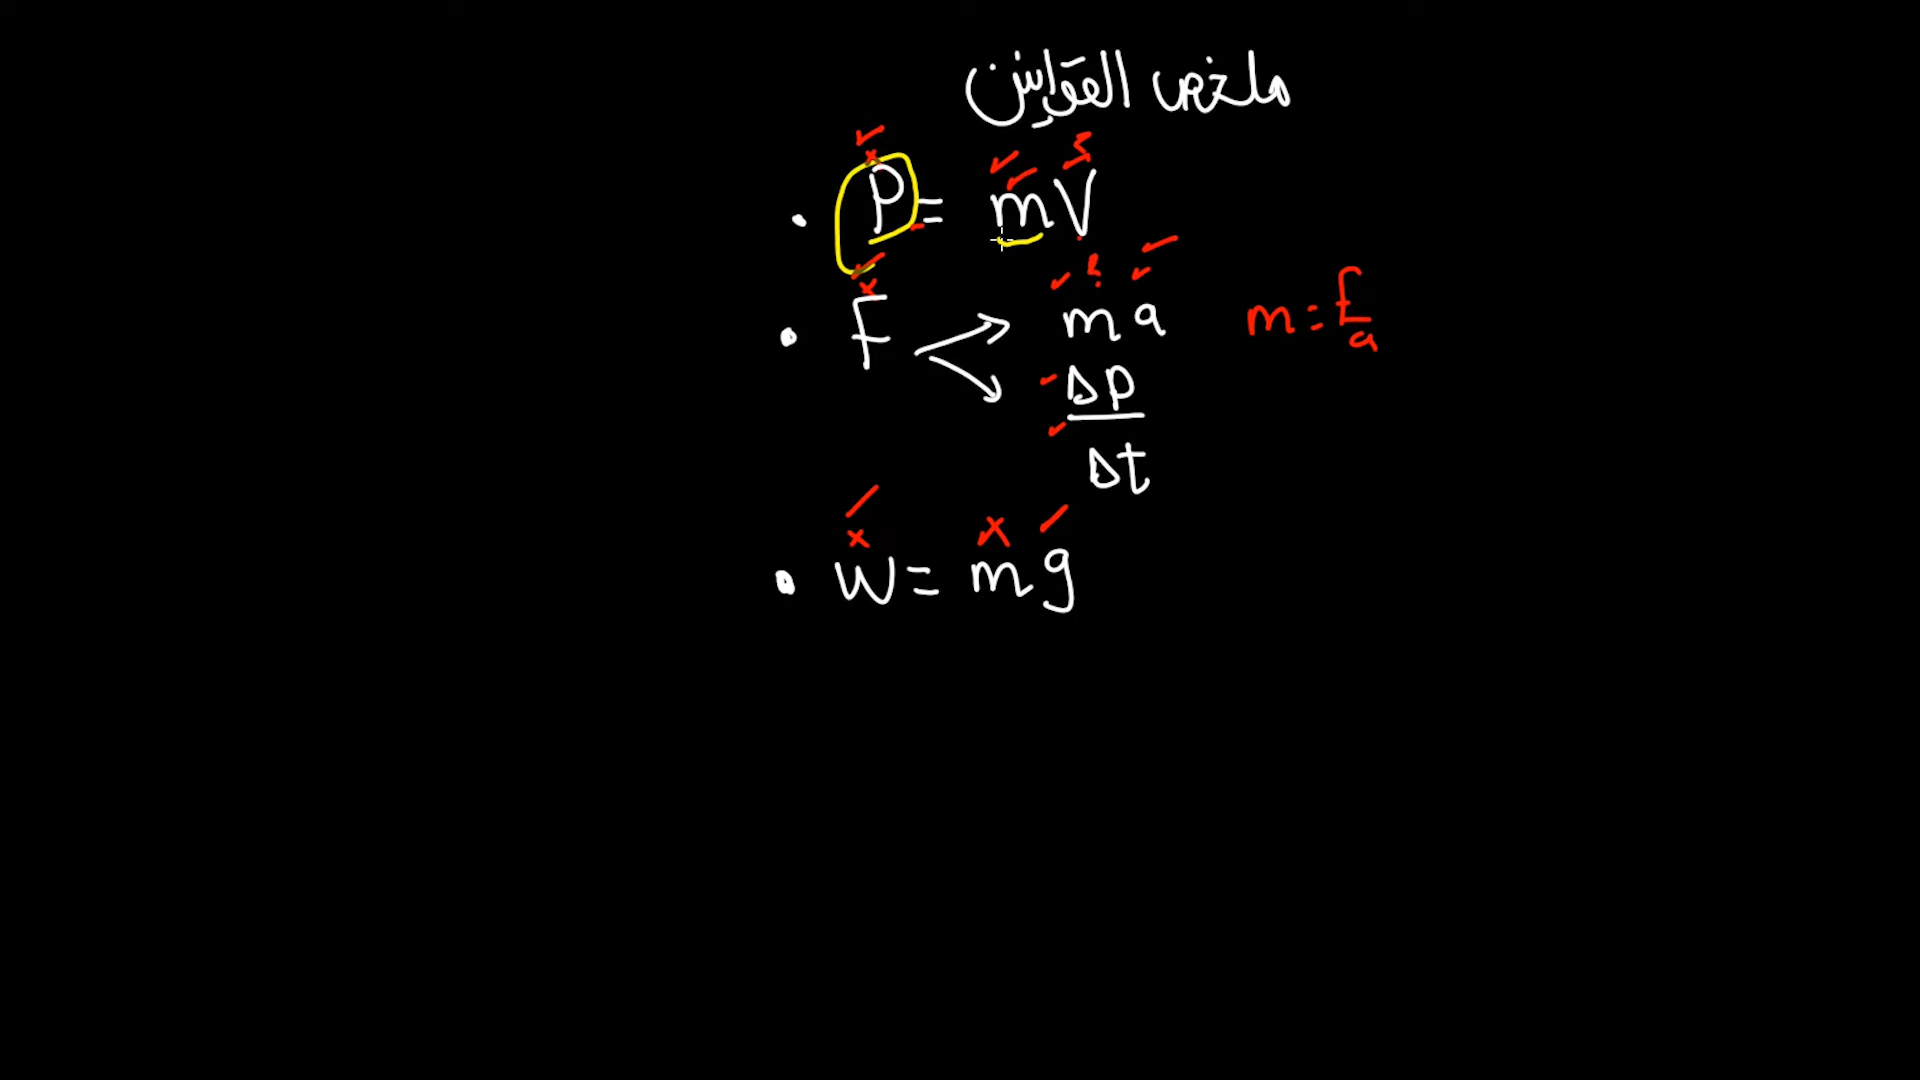 ملخص القوانين
• P = mV
• F → ma
m = F/a
→ Δp/Δt
• W = mg